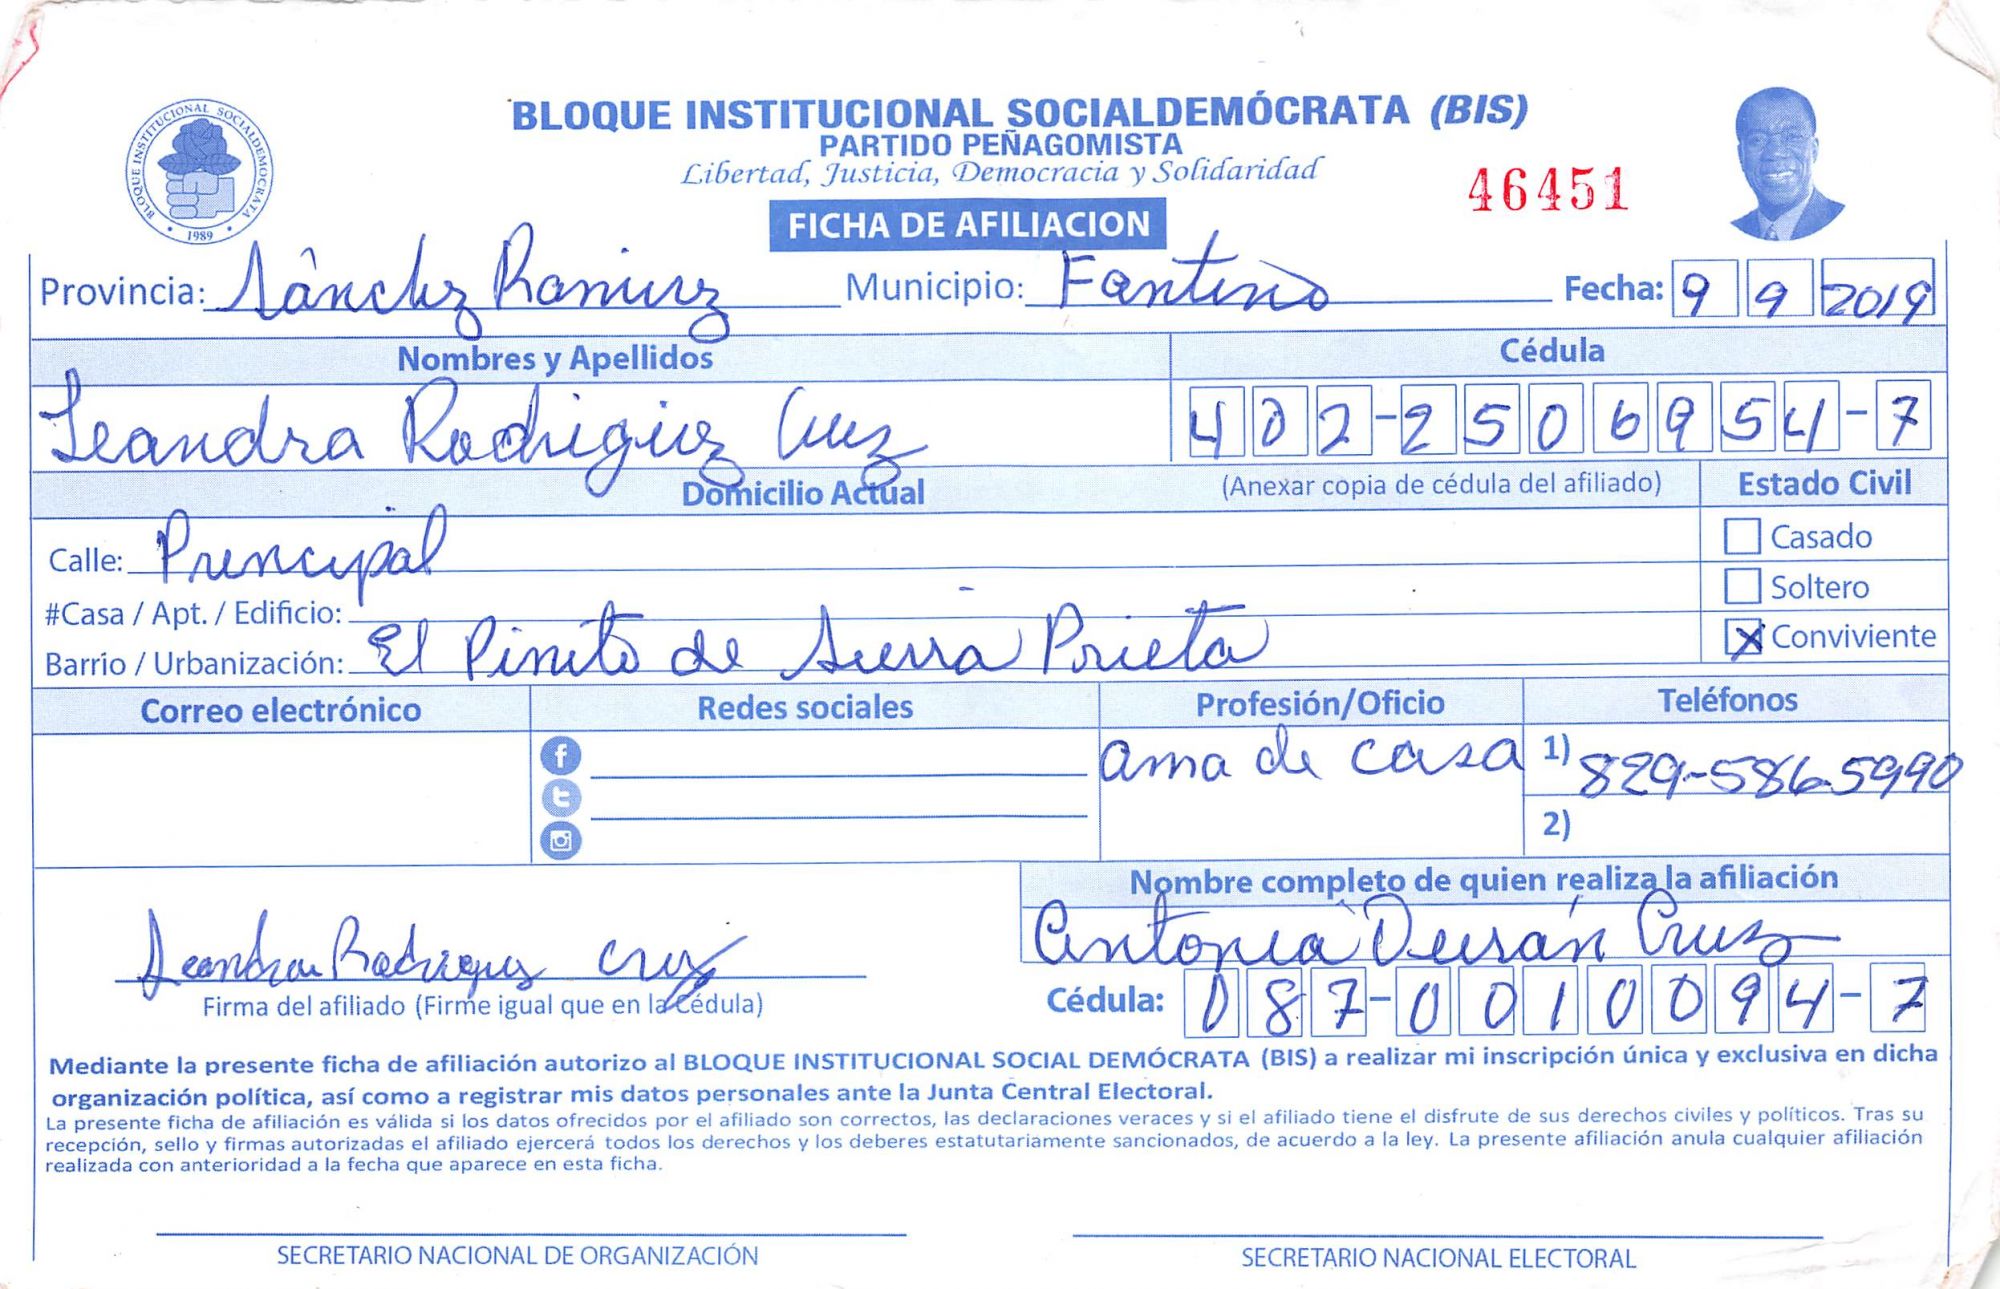 BLOQUE INSTITUCIONAL SOCIALDEMÓCRATA (BIS)
PARTIDO PEÑAGOMISTA
Libertad, Justicia, Democracia y Solidaridad
46451
BLOQUE INSTITUCIONAL SOCIALDEMOCRATA
1989
FICHA DE AFILIACION
Provincia: Sánchez Ramirez Municipio: Fantino Fecha: 9 9 2019
Nombres y Apellidos Cédula
Leandra Rodriguez Cruz 402-2506954-7
Domicilio Actual (Anexar copia de cédula del afiliado) Estado Civil
Calle: Principal Casado
#Casa / Apt. / Edificio: Soltero
Barrio / Urbanización: El Pinito de Sierra Prieta X Conviviente
Correo electrónico Redes sociales Profesión/Oficio Teléfonos
ama de casa 1) 829-586-5990
2)
Nombre completo de quien realiza la afiliación
Antonia Durán Cruz
Leandra Rodriguez Cruz
Firma del afiliado (Firme igual que en la Cédula) Cédula: 087-0010094-7
Mediante la presente ficha de afiliación autorizo al BLOQUE INSTITUCIONAL SOCIAL DEMÓCRATA (BIS) a realizar mi inscripción única y exclusiva en dicha
organización política, así como a registrar mis datos personales ante la Junta Central Electoral.
La presente ficha de afiliación es válida si los datos ofrecidos por el afiliado son correctos, las declaraciones veraces y si el afiliado tiene el disfrute de sus derechos civiles y políticos. Tras su
recepción, sello y firmas autorizadas el afiliado ejercerá todos los derechos y los deberes estatutariamente sancionados, de acuerdo a la ley. La presente afiliación anula cualquier afiliación
realizada con anterioridad a la fecha que aparece en esta ficha.
SECRETARIO NACIONAL DE ORGANIZACIÓN SECRETARIO NACIONAL ELECTORAL